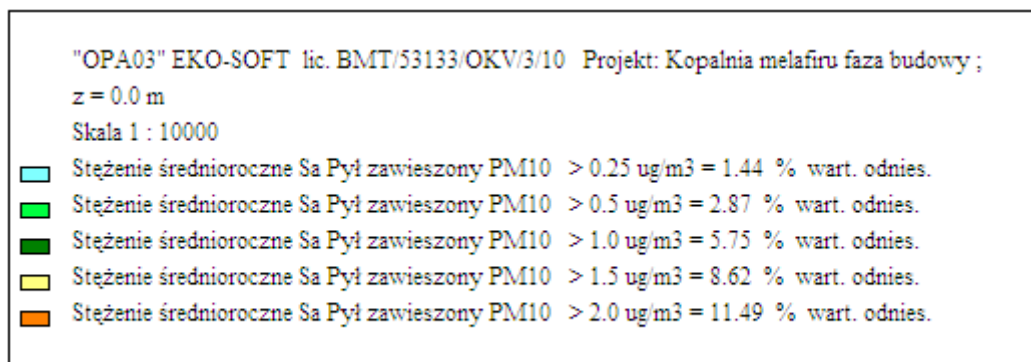 "OPA03" EKO-SOFT lic. BMT/53133/OKV/3/10 Projekt: Kopalnia melafiru faza budowy ;
z = 0.0 m
Skala 1 : 10000
Stężenie średnioroczne Sa Pył zawieszony PM10 > 0.25 ug/m3 = 1.44 % wart. odnies.
Stężenie średnioroczne Sa Pył zawieszony PM10 > 0.5 ug/m3 = 2.87 % wart. odnies.
Stężenie średnioroczne Sa Pył zawieszony PM10 > 1.0 ug/m3 = 5.75 % wart. odnies.
Stężenie średnioroczne Sa Pył zawieszony PM10 > 1.5 ug/m3 = 8.62 % wart. odnies.
Stężenie średnioroczne Sa Pył zawieszony PM10 > 2.0 ug/m3 = 11.49 % wart. odnies.